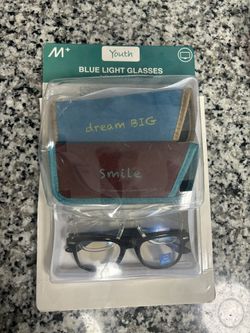 M+
Youth
BLUE LIGHT GLASSES
dream BIG
Smile